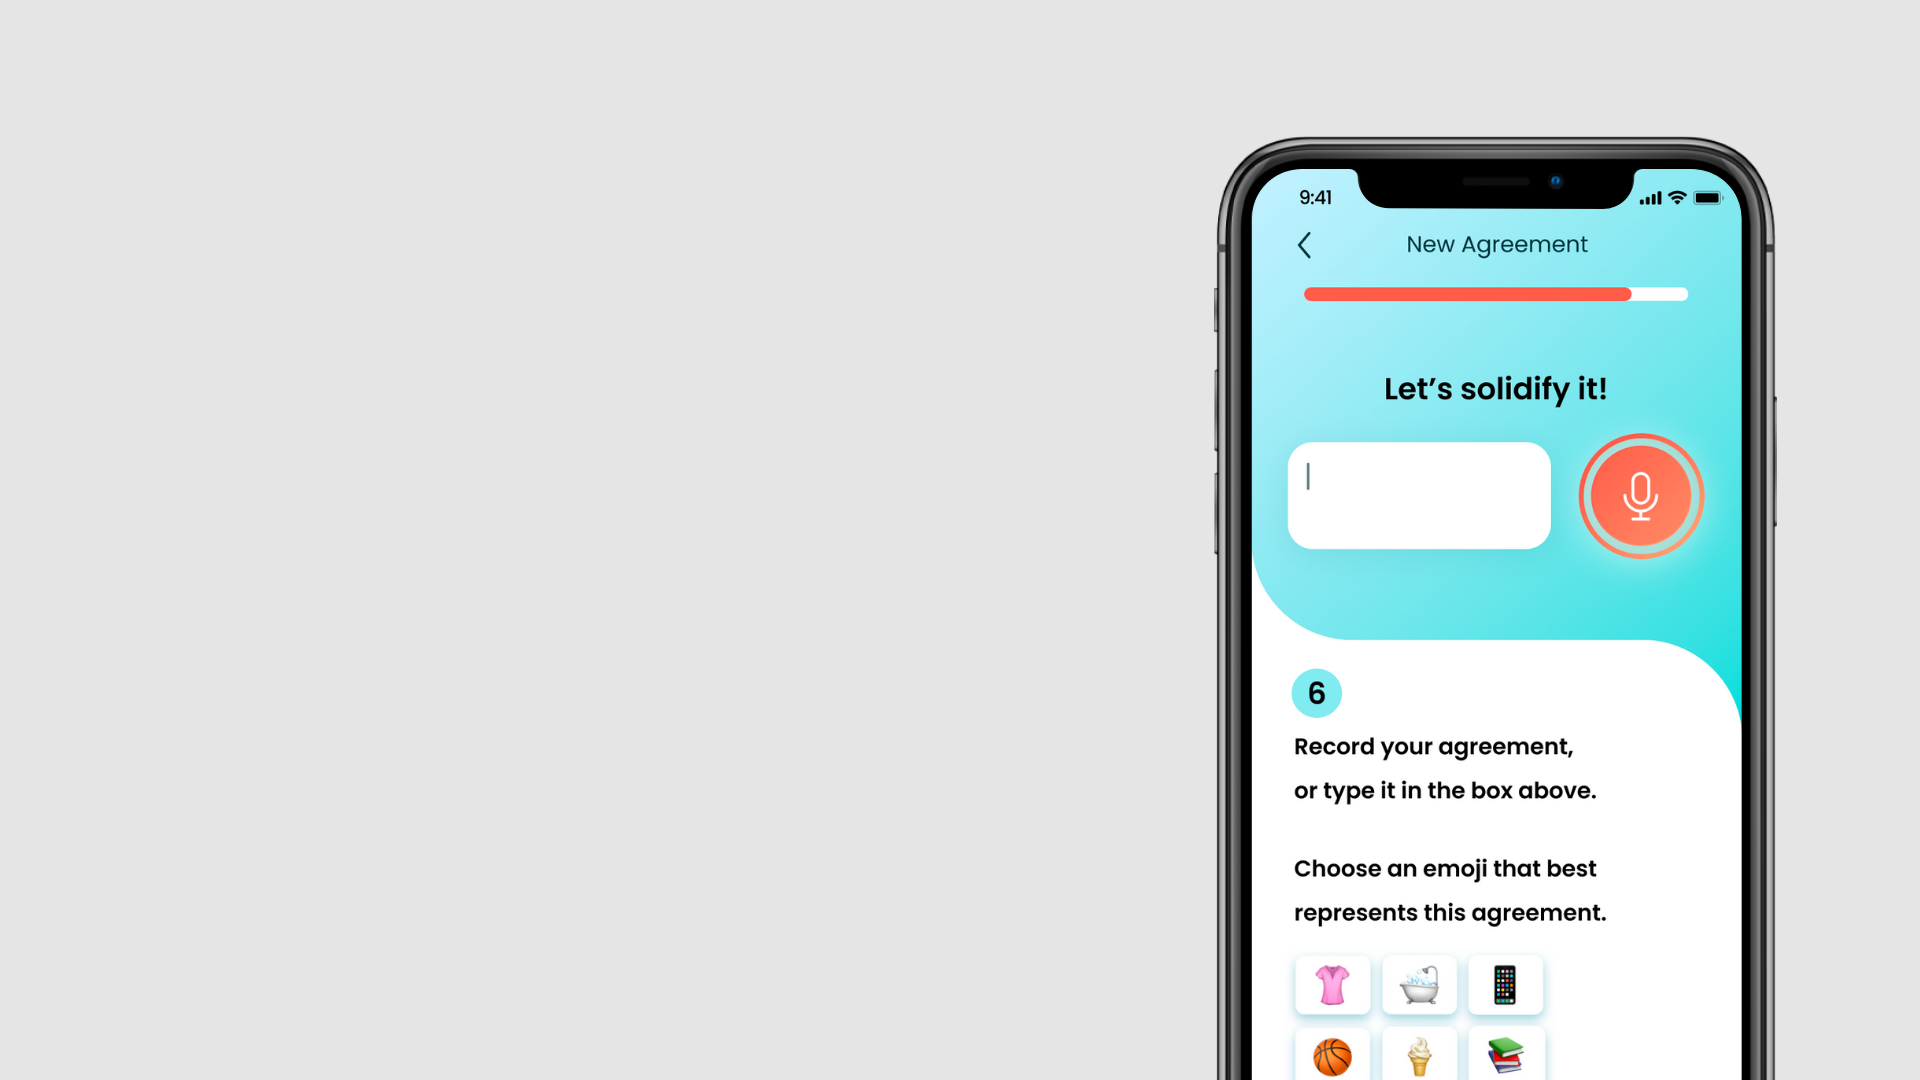 9:41
New Agreement
Let’s solidify it!
6
Record your agreement,
or type it in the box above.
Choose an emoji that best
represents this agreement.